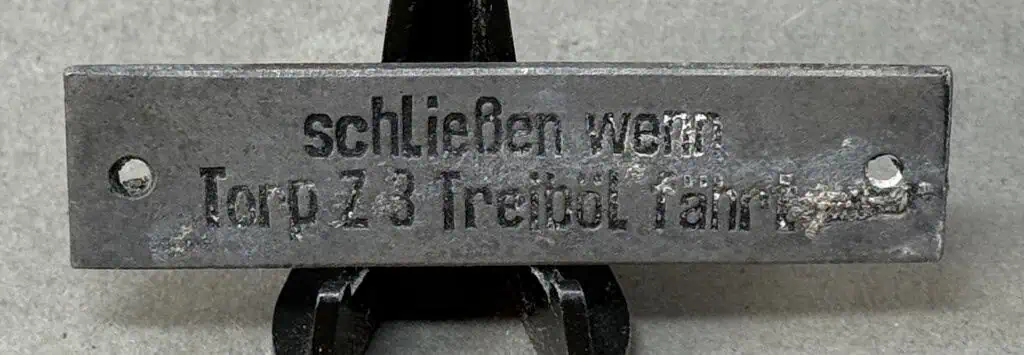 schließen wenn
Torp Z 3 Treiböl fährt